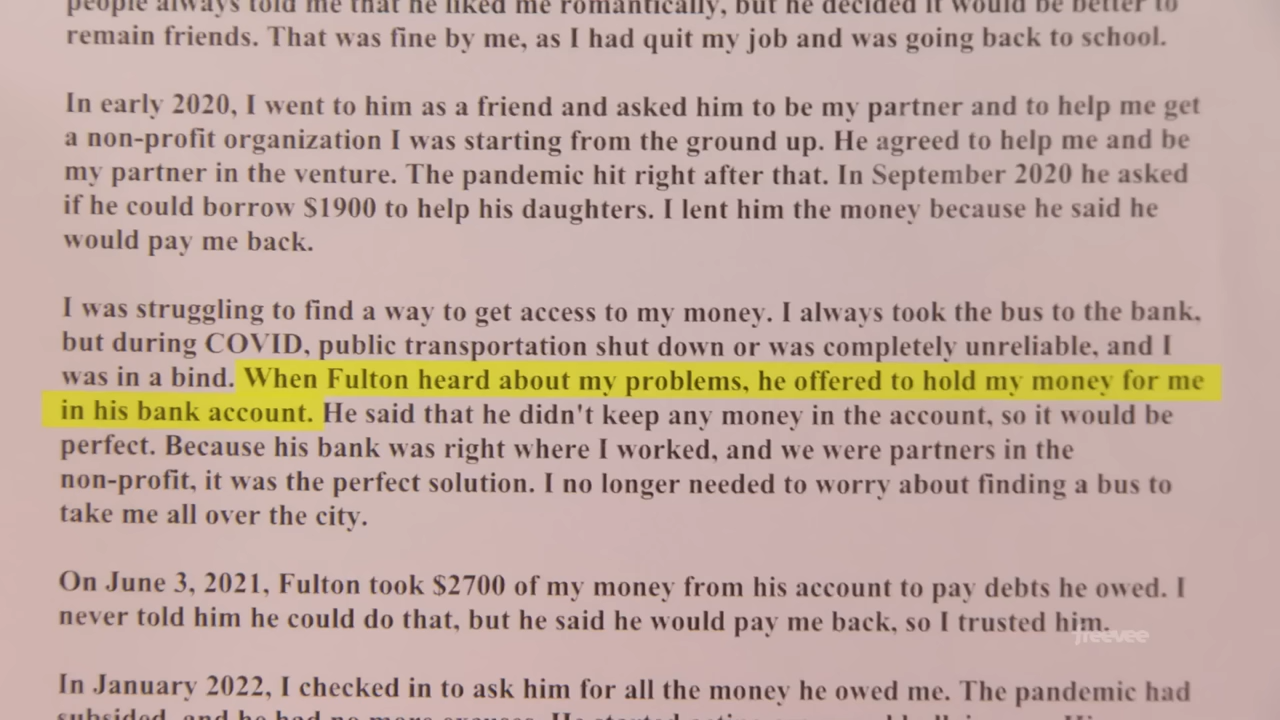 people always told me that he liked me romantically, but he decided it would be better to
remain friends. That was fine by me, as I had quit my job and was going back to school.
In early 2020, I went to him as a friend and asked him to be my partner and to help me get
a non-profit organization I was starting from the ground up. He agreed to help me and be
my partner in the venture. The pandemic hit right after that. In September 2020 he asked
if he could borrow $1900 to help his daughters. I lent him the money because he said he
would pay me back.
I was struggling to find a way to get access to my money. I always took the bus to the bank,
but during COVID, public transportation shut down or was completely unreliable, and I
was in a bind. When Fulton heard about my problems, he offered to hold my money for me
in his bank account. He said that he didn't keep any money in the account, so it would be
perfect. Because his bank was right where I worked, and we were partners in the
non-profit, it was the perfect solution. I no longer needed to worry about finding a bus to
take me all over the city.
On June 3, 2021, Fulton took $2700 of my money from his account to pay debts he owed. I
never told him he could do that, but he said he would pay me back, so I trusted him.
freevee
In January 2022, I checked in to ask him for all the money he owed me. The pandemic had
subsided, and he had no more excuses. He started